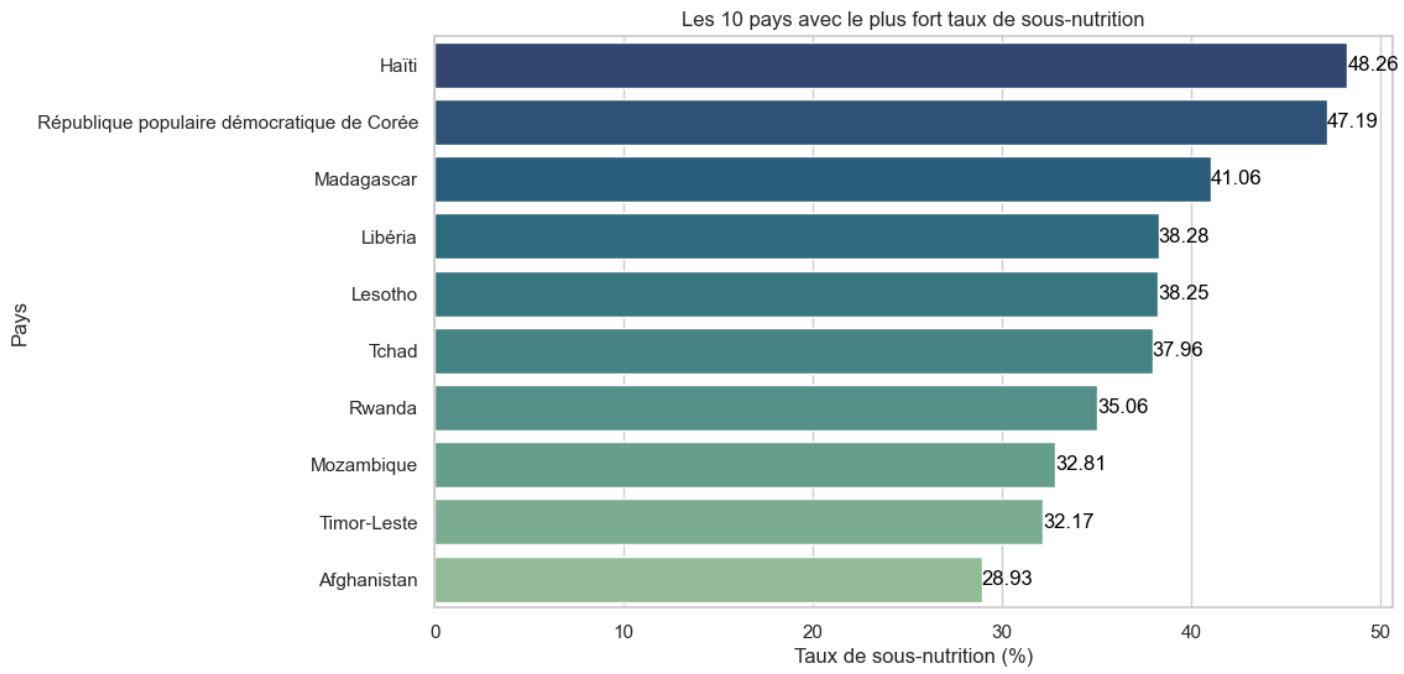 Les 10 pays avec le plus fort taux de sous-nutrition
Haïti 48.26
République populaire démocratique de Corée 47.19
Madagascar 41.06
Libéria 38.28
Lesotho 38.25
Tchad 37.96
Rwanda 35.06
Mozambique 32.81
Timor-Leste 32.17
Afghanistan 28.93
Pays
0 10 20 30 40 50
Taux de sous-nutrition (%)